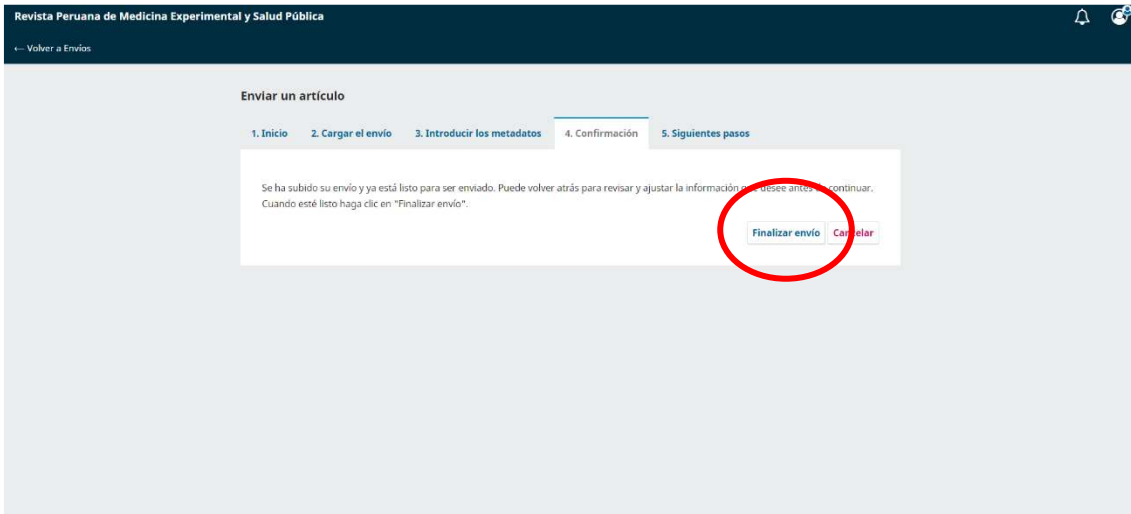 Revista Peruana de Medicina Experimental y Salud Pública
← Volver a Envíos
Enviar un artículo
1. Inicio 2. Cargar el envío 3. Introducir los metadatos 4. Confirmación 5. Siguientes pasos
Se ha subido su envío y ya está listo para ser enviado. Puede volver atrás para revisar y ajustar la información que desee antes de continuar.
Cuando esté listo haga clic en "Finalizar envío".
Finalizar envío Cancelar